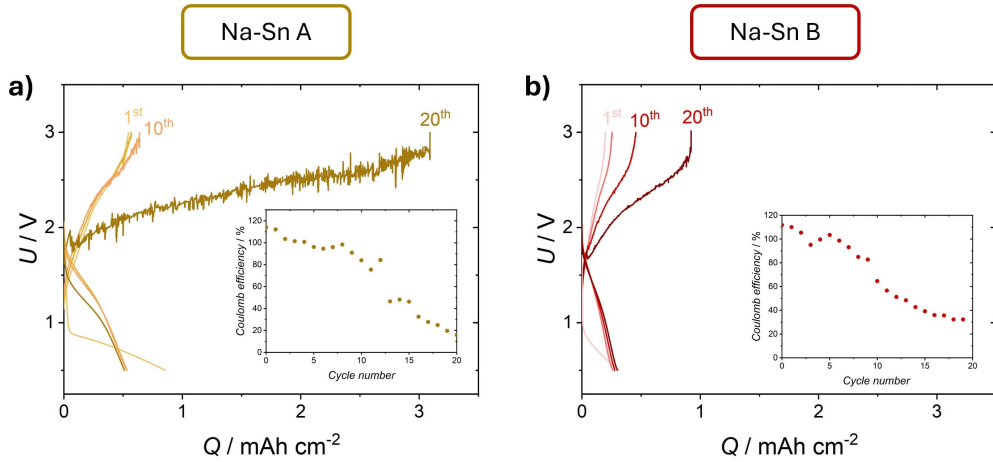 Na-Sn A
Na-Sn B
a)
U / V
3
2
1
0
1
2
3
Q / mAh cm⁻²
1st
10th
20th
Coulomb efficiency / %
120
100
80
60
40
20
0
0
5
10
15
20
Cycle number
b)
U / V
3
2
1
0
1
2
3
Q / mAh cm⁻²
1st
10th
20th
Coulomb efficiency / %
120
100
80
60
40
20
0
0
5
10
15
20
Cycle number